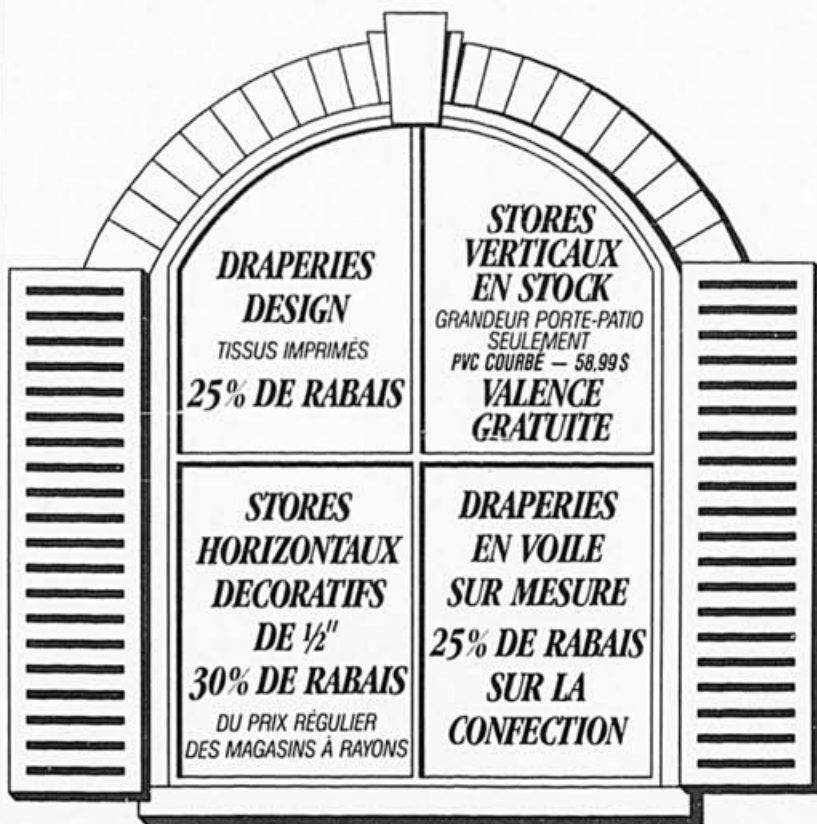 DRAPERIES
DESIGN
TISSUS IMPRIMÉS
25% DE RABAIS
STORES
VERTICAUX
EN STOCK
GRANDEUR PORTE-PATIO
SEULEMENT
PVC COURBÉ — 58,99$
VALENCE
GRATUITE
STORES
HORIZONTAUX
DECORATIFS
DE ½"
30% DE RABAIS
DU PRIX RÉGULIER
DES MAGASINS À RAYONS
DRAPERIES
EN VOILE
SUR MESURE
25% DE RABAIS
SUR LA
CONFECTION